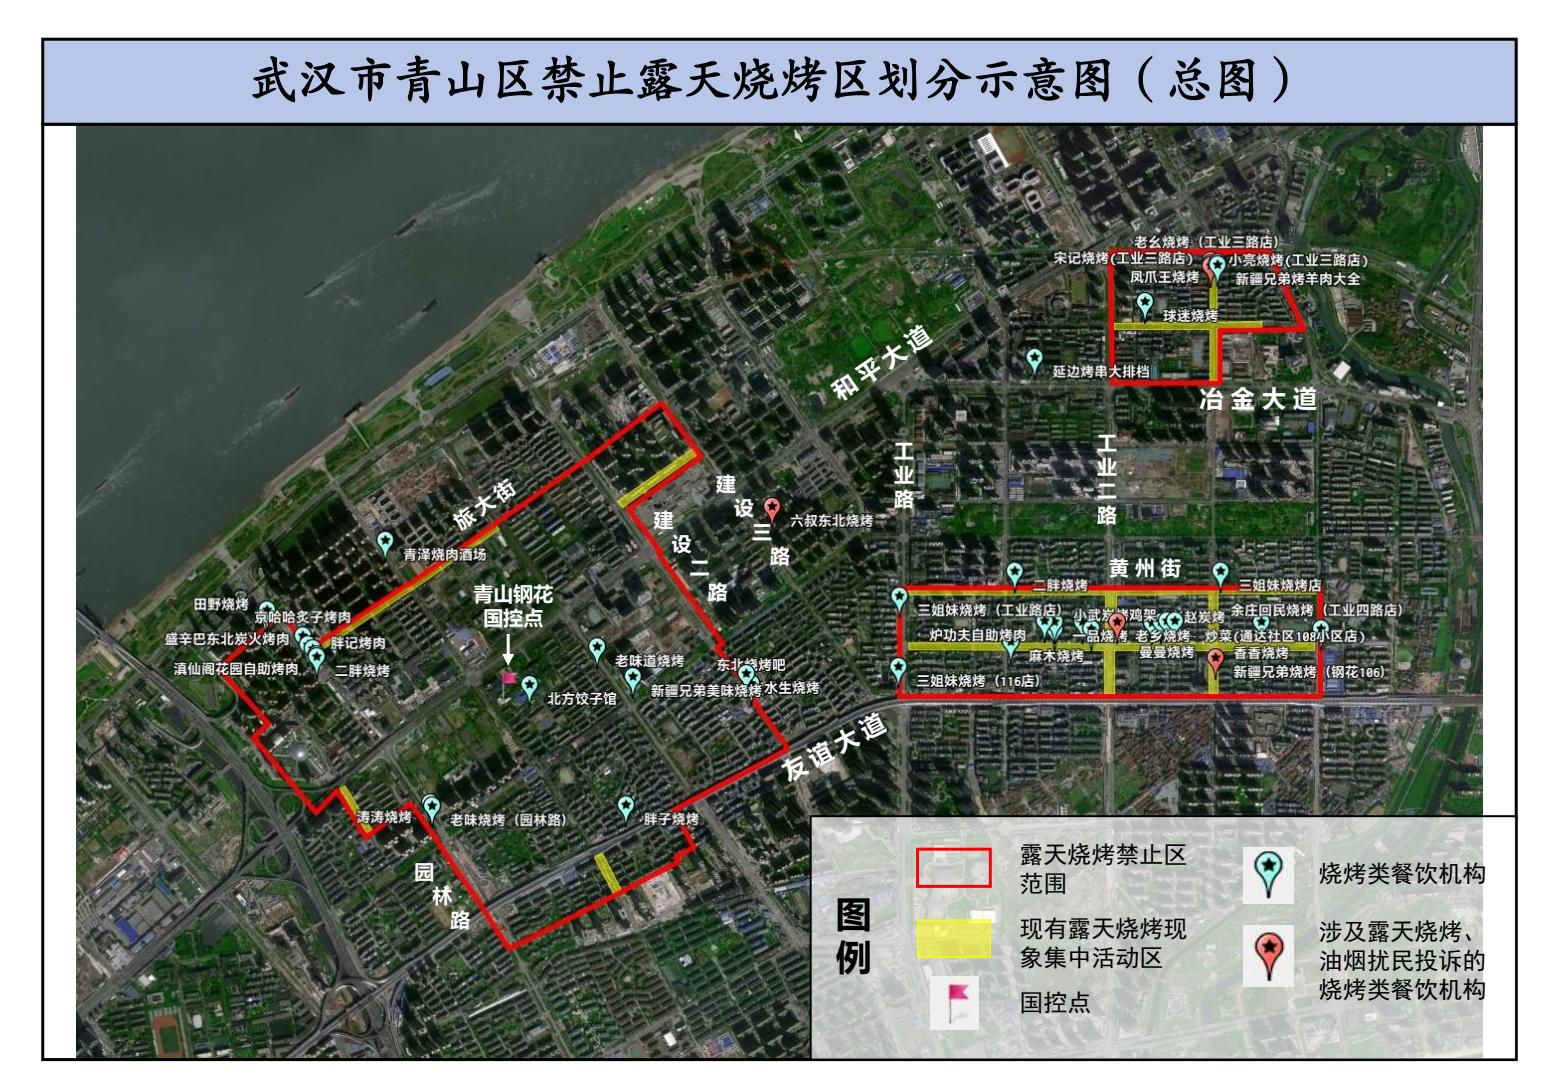 武汉市青山区禁止露天烧烤区划分示意图（总图）
老乡烧烤（工业三路店）
宋记烧烤(工业三路店)
小亮烧烤(工业三路店)
凤爪王烧烤
新疆兄弟烤羊肉大全
球迷烧烤
延边烤串大排档
冶金大道
和平大道
工业路
工业二路
旅大街
建设三路
六叔东北烧烤
建设二路
青泽烧肉酒场
黄州街
青山钢花
国控点
二胖烧烤
三姐妹烧烤店
田野烧烤
京哈哈炙子烤肉
盛辛巴东北炭火烤肉
胖记烤肉
滇仙阁花园自助烤肉
二胖烧烤
三姐妹烧烤（工业路店）
赵炭烤
余庄回民烧烤（工业四路店）
炉功夫自助烤肉
一品烧烤
老乡烧烤
炒菜(通达社区108小区店)
麻木烧烤
曼曼烧烤
香香烧烤
三姐妹烧烤（116店）
新疆兄弟烧烤（钢花106）
老味道烧烤
东北烧烤吧
北方饺子馆
新疆兄弟美味烧烤
水生烧烤
友谊大道
涛涛烧烤
老味烧烤（园林路）
胖子烧烤
园林路
图例
露天烧烤禁止区
范围
现有露天烧烤现
象集中活动区
国控点
烧烤类餐饮机构
涉及露天烧烤、
油烟扰民投诉的
烧烤类餐饮机构